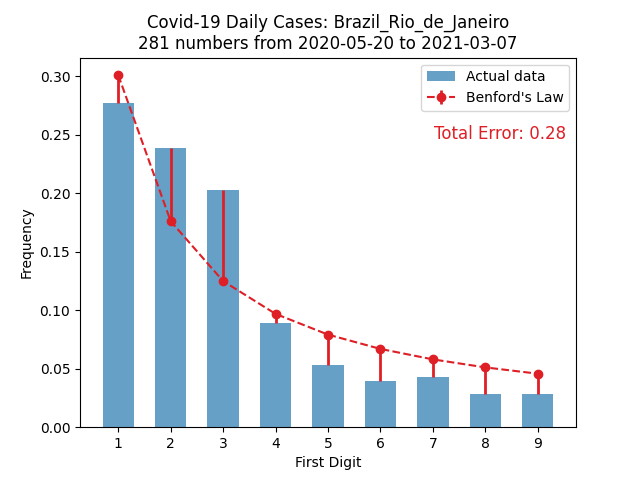 Covid-19 Daily Cases: Brazil_Rio_de_Janeiro
281 numbers from 2020-05-20 to 2021-03-07
Actual data
Benford's Law
Total Error: 0.28
Frequency
0.30
0.25
0.20
0.15
0.10
0.05
0.00
1 2 3 4 5 6 7 8 9
First Digit